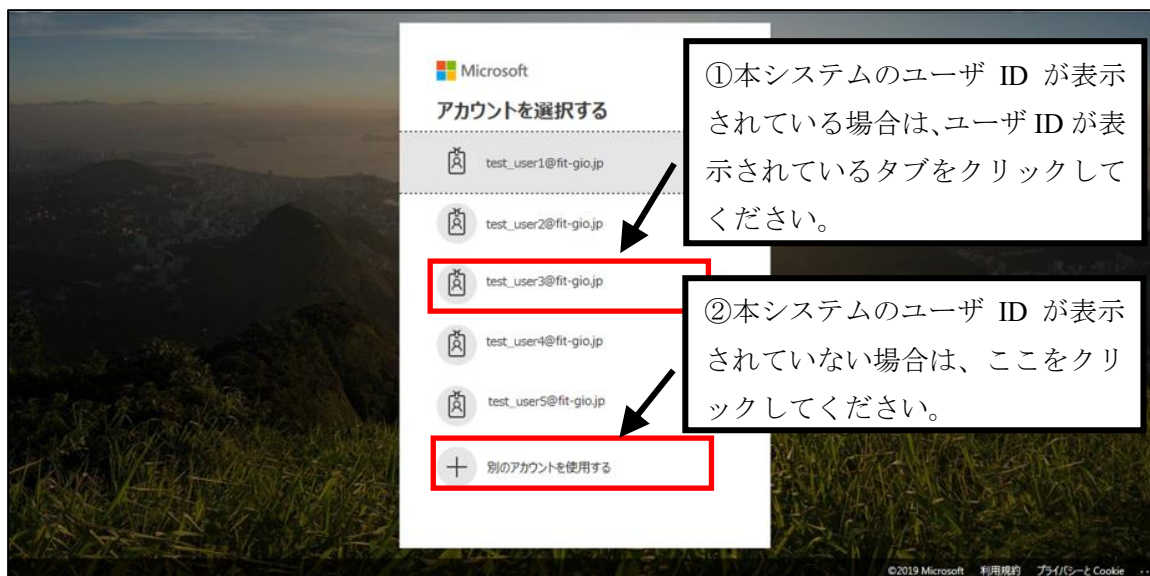 Microsoft
アカウントを選択する
test_user1@fit-gio.jp
test_user2@fit-gio.jp
test_user3@fit-gio.jp
test_user4@fit-gio.jp
test_user5@fit-gio.jp
別のアカウントを使用する
①本システムのユーザ ID が表示
されている場合は、ユーザ ID が表
示されているタブをクリックして
ください。
②本システムのユーザ ID が表示
されていない場合は、ここをクリ
ックしてください。
©2019 Microsoft 利用規約 プライバシーと Cookie ...